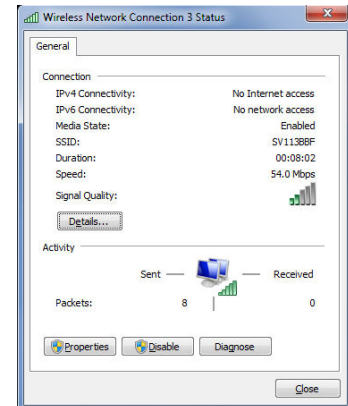 Wireless Network Connection 3 Status
General
Connection
IPv4 Connectivity: No Internet access
IPv6 Connectivity: No network access
Media State: Enabled
SSID: SV113BBF
Duration: 00:08:02
Speed: 54.0 Mbps
Signal Quality:
Details...
Activity
Sent Received
Packets: 8 0
Properties Disable Diagnose
Close